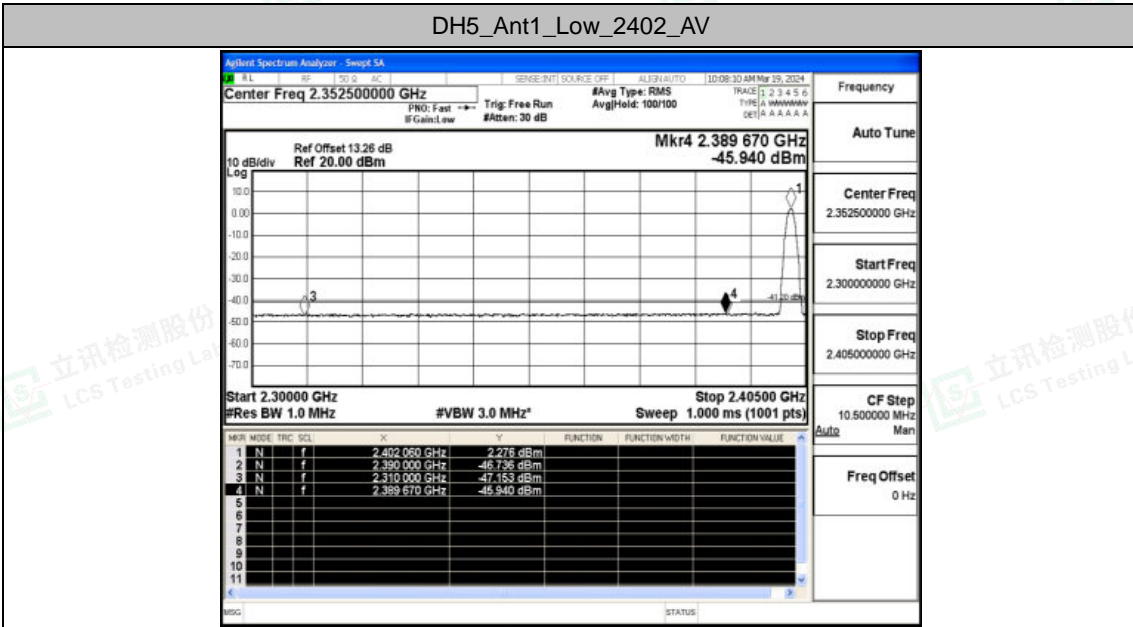 DH5_Ant1_Low_2402_AV
Agilent Spectrum Analyzer - Swept SA
RL RF 50 Ω AC SENSE:INT SOURCE OFF ALIGN AUTO 10:08:10 AM Mar 19, 2024
Center Freq 2.352500000 GHz
PNO: Fast
IFGain:Low
Trig: Free Run
#Atten: 30 dB
#Avg Type: RMS
Avg|Hold: 100/100
TRACE 1 2 3 4 5 6
TYPE A WWWWW
DET A A A A A A
Frequency
Auto Tune
Center Freq
2.352500000 GHz
Start Freq
2.300000000 GHz
Stop Freq
2.405000000 GHz
CF Step
10.500000 MHz
Auto Man
Freq Offset
0 Hz
Mkr4 2.389 670 GHz
-45.940 dBm
Ref Offset 13.26 dB
10 dB/div Ref 20.00 dBm
Log
10.0
0.00
-10.0
-20.0
-30.0
-40.0
-50.0
-60.0
-70.0
1
3
4
-41.20 dBm
Start 2.30000 GHz Stop 2.40500 GHz
#Res BW 1.0 MHz #VBW 3.0 MHz* Sweep 1.000 ms (1001 pts)
MKR MODE TRC SCL X Y FUNCTION FUNCTION WIDTH FUNCTION VALUE
1 N f 2.402 060 GHz 2.276 dBm
2 N f 2.390 000 GHz -46.736 dBm
3 N f 2.310 000 GHz -47.153 dBm
4 N f 2.389 670 GHz -45.940 dBm
5
6
7
8
9
10
11
MSG STATUS
立讯检测股份
LCS Testing Lab
立讯检测股份
LCS Testing L